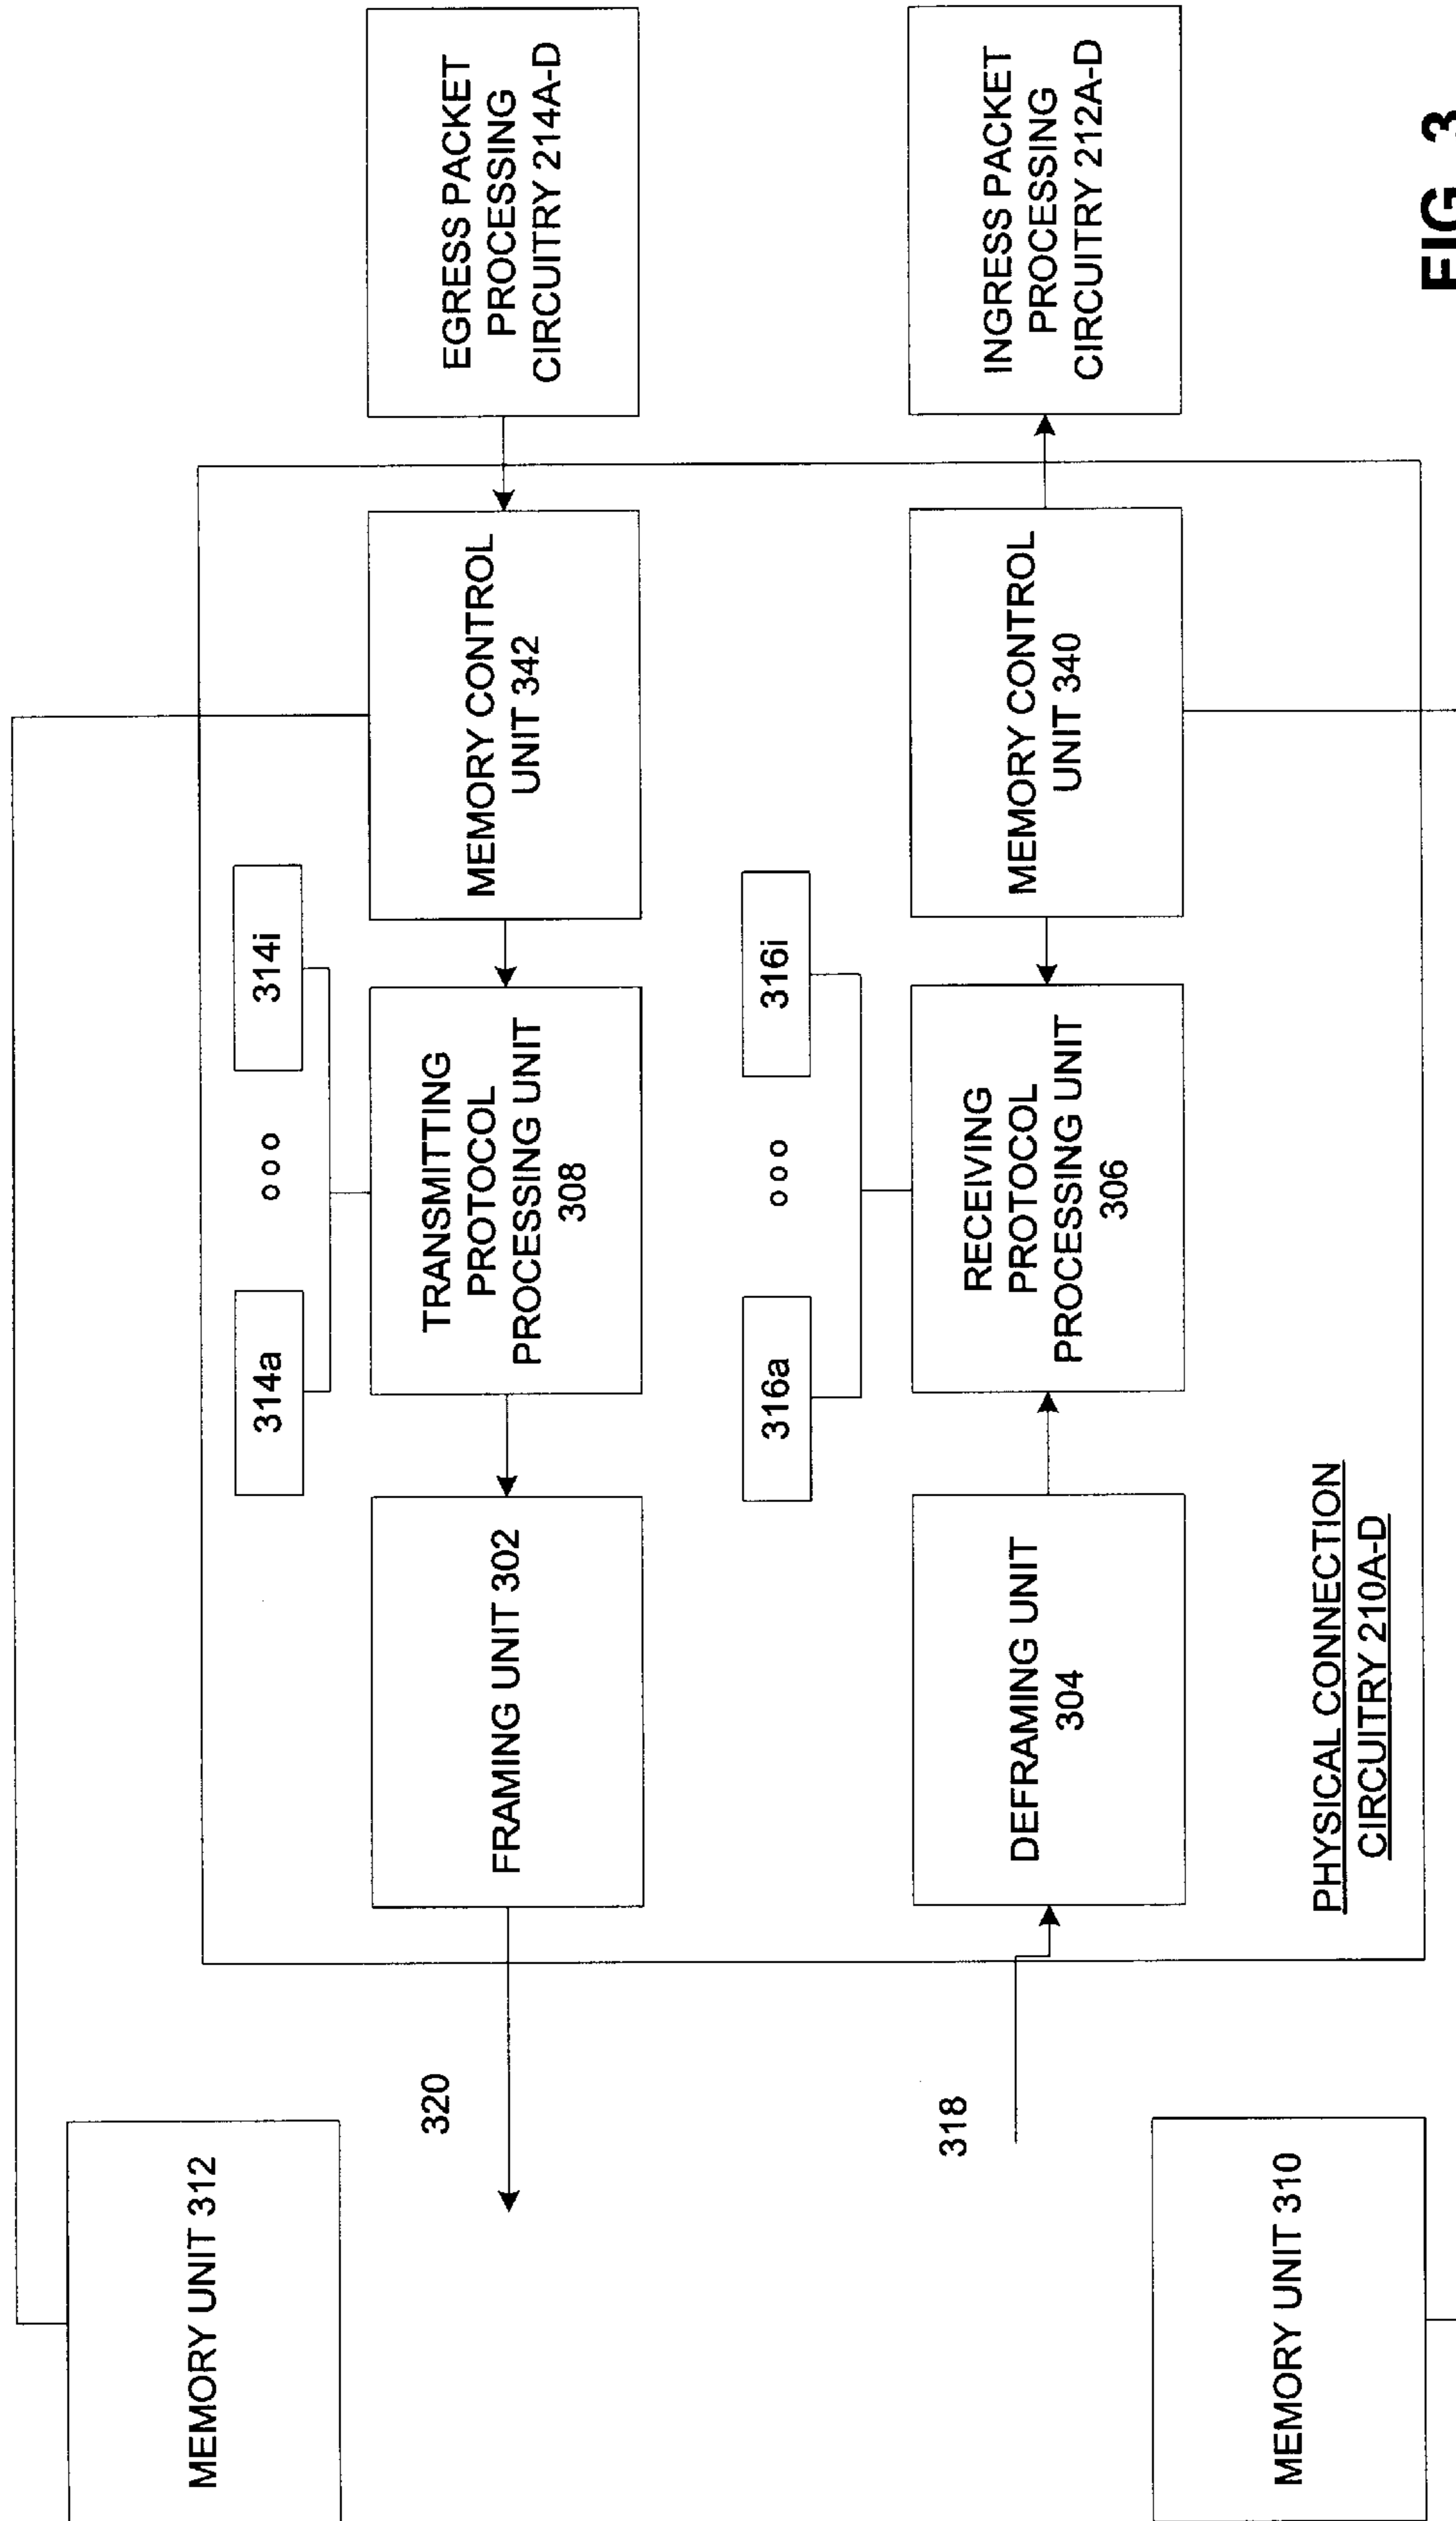 MEMORY UNIT 312
320
314a
o o o
314i
FRAMING UNIT 302
TRANSMITTING
PROTOCOL
PROCESSING UNIT
308
MEMORY CONTROL
UNIT 342
EGRESS PACKET
PROCESSING
CIRCUITRY 214A-D
318
316a
o o o
316i
DEFRAMING UNIT
304
RECEIVING
PROTOCOL
PROCESSING UNIT
306
MEMORY CONTROL
UNIT 340
INGRESS PACKET
PROCESSING
CIRCUITRY 212A-D
MEMORY UNIT 310
PHYSICAL CONNECTION
CIRCUITRY 210A-D
FIG. 3